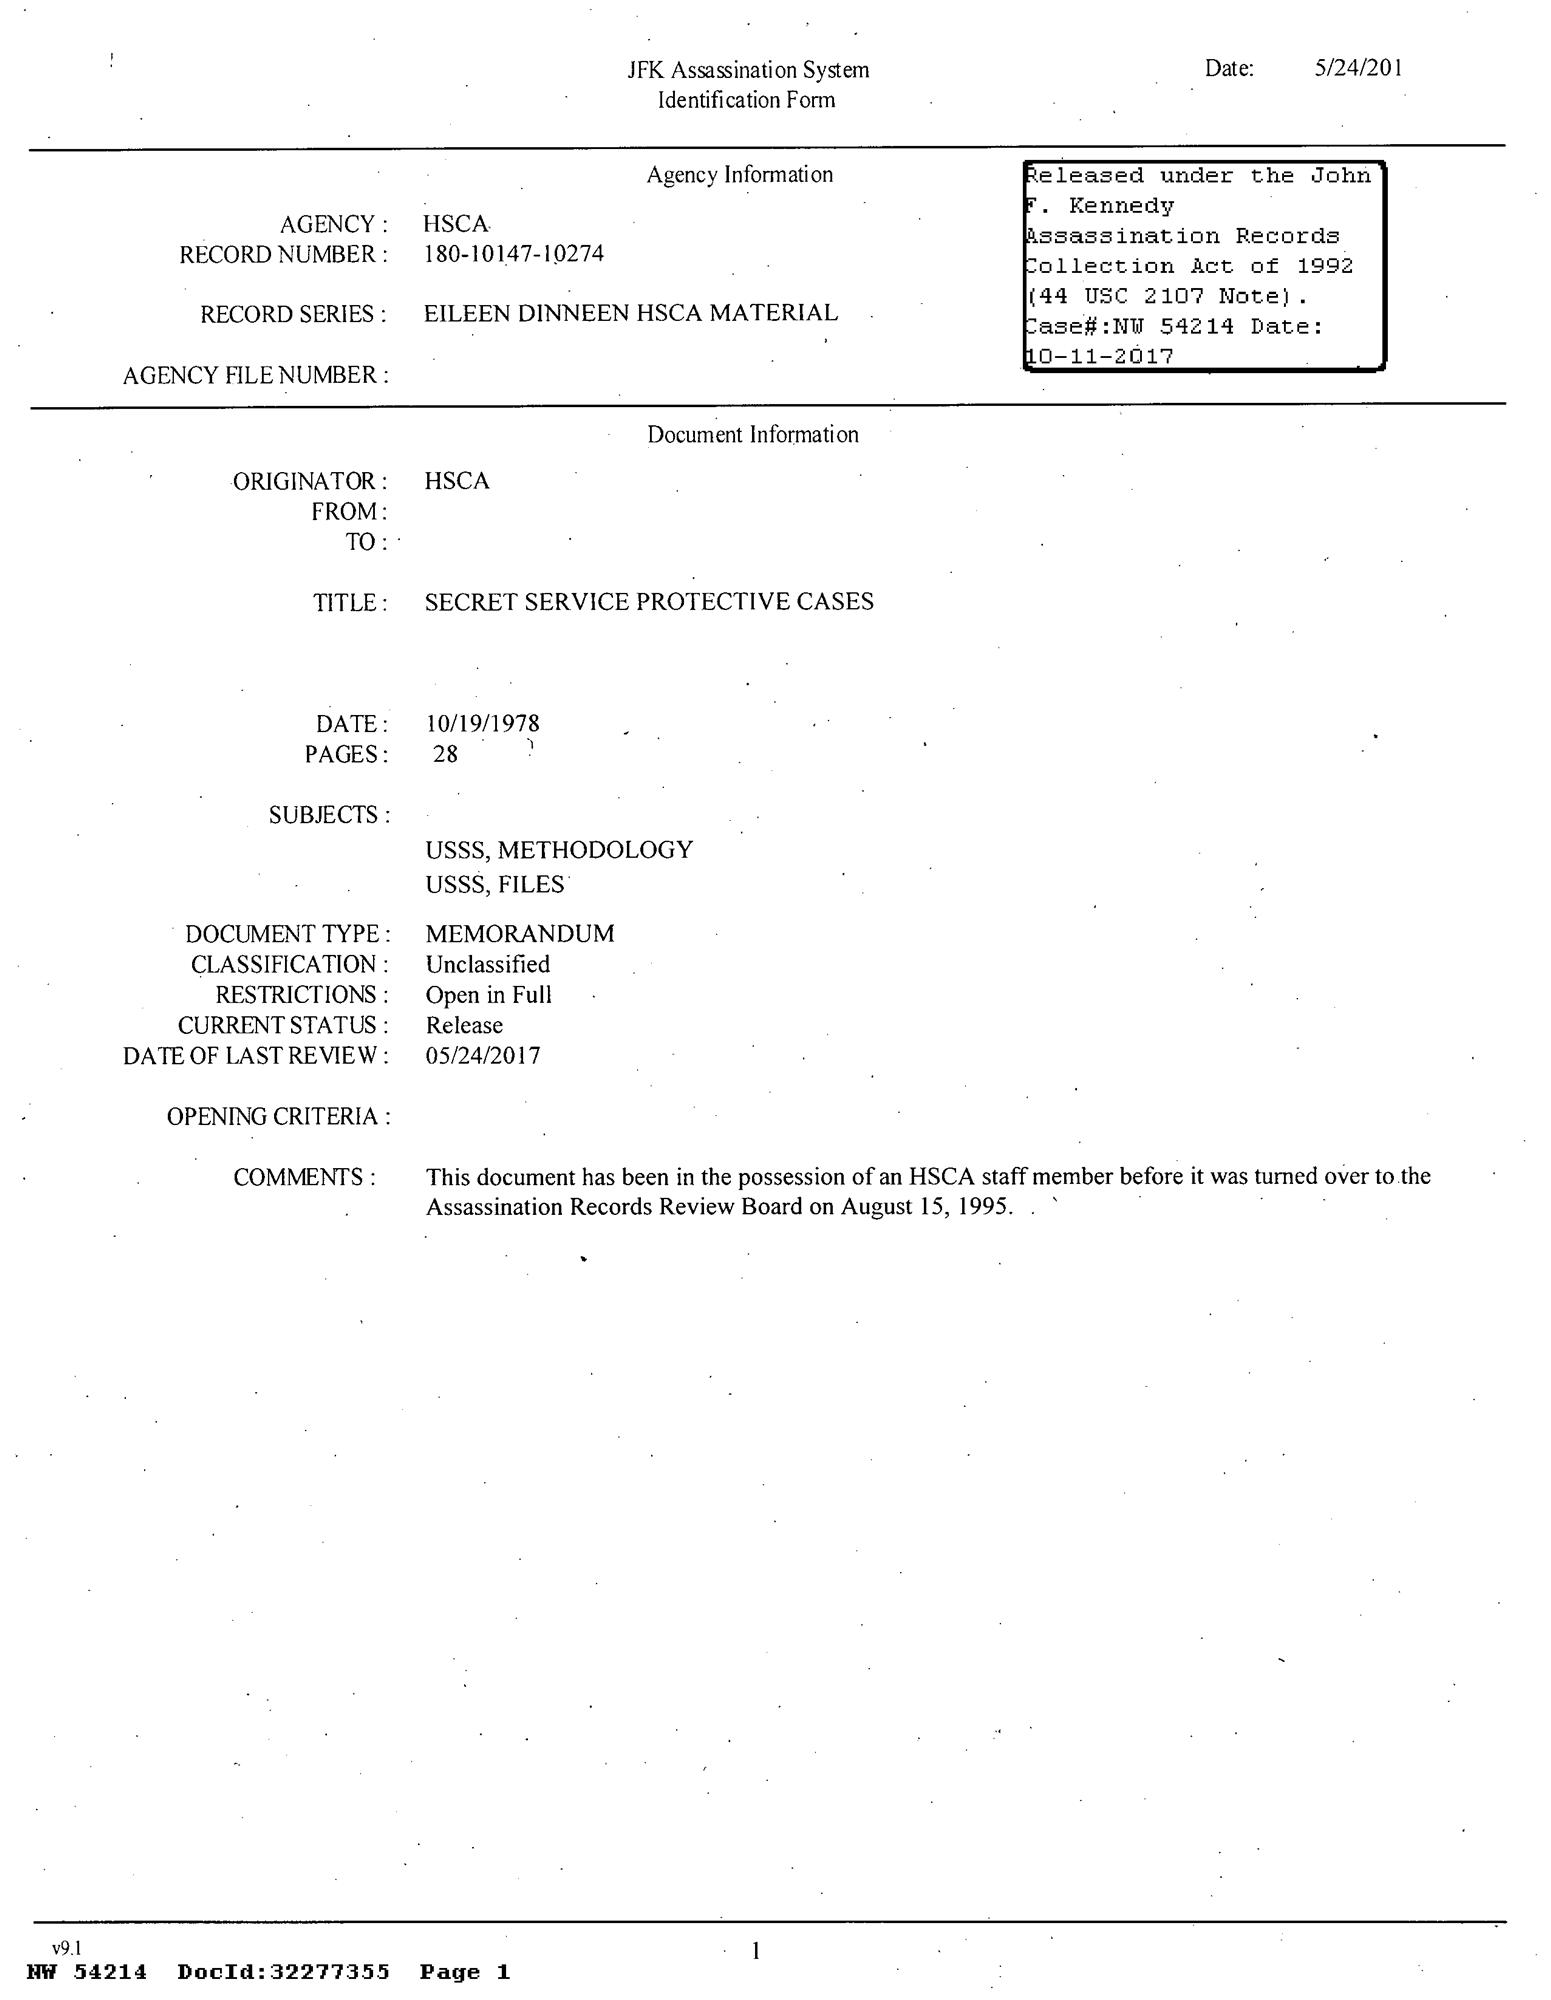 JFK Assassination System
Identification Form
Date: 5/24/201
Agency Information
AGENCY : HSCA
RECORD NUMBER : 180-10147-10274
RECORD SERIES : EILEEN DINNEEN HSCA MATERIAL
AGENCY FILE NUMBER :
Released under the John
F. Kennedy
Assassination Records
Collection Act of 1992
(44 USC 2107 Note).
Case#:NW 54214 Date:
10-11-2017
Document Information
ORIGINATOR : HSCA
FROM :
TO :
TITLE : SECRET SERVICE PROTECTIVE CASES
DATE : 10/19/1978
PAGES : 28
SUBJECTS :
USSS, METHODOLOGY
USSS, FILES
DOCUMENT TYPE : MEMORANDUM
CLASSIFICATION : Unclassified
RESTRICTIONS : Open in Full
CURRENT STATUS : Release
DATE OF LAST REVIEW : 05/24/2017
OPENING CRITERIA :
COMMENTS : This document has been in the possession of an HSCA staff member before it was turned over to the
Assassination Records Review Board on August 15, 1995.
v9.1
1
NW 54214 DocId:32277355 Page 1